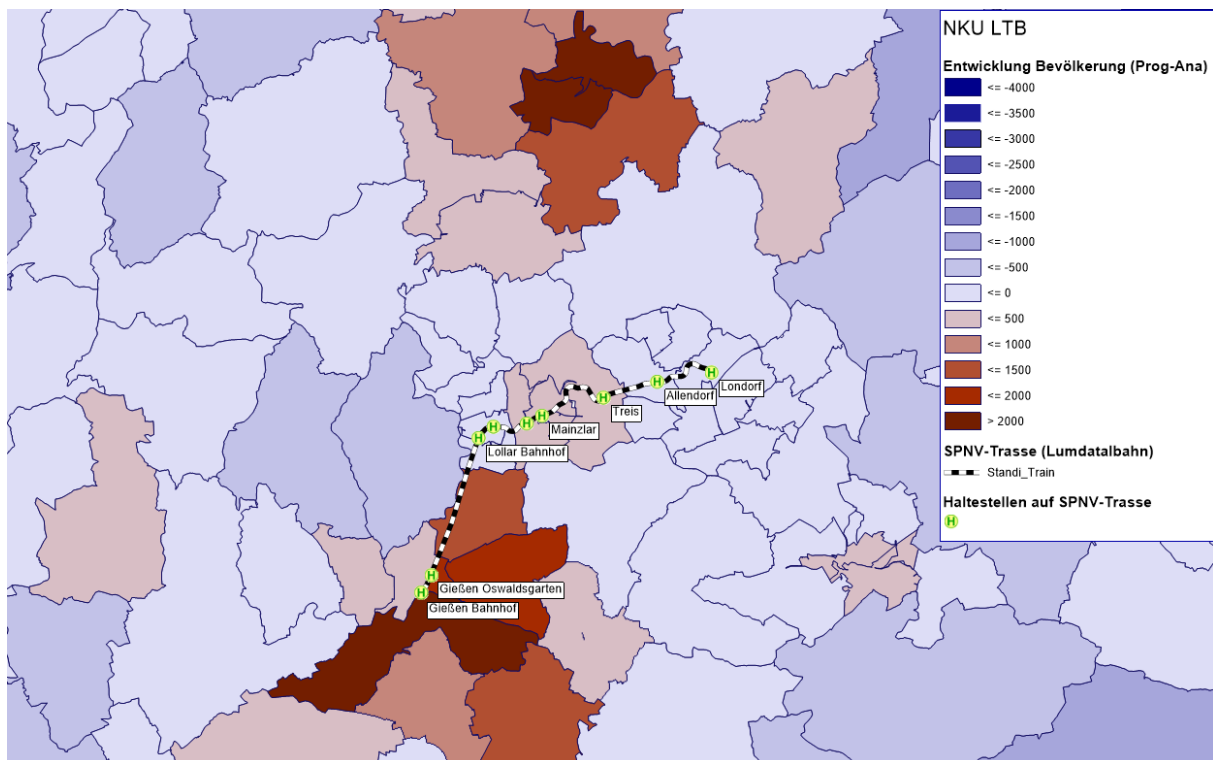 NKU LTB
Entwicklung Bevölkerung (Prog-Ana)
<= -4000
<= -3500
<= -3000
<= -2500
<= -2000
<= -1500
<= -1000
<= -500
<= 0
<= 500
<= 1000
<= 1500
<= 2000
> 2000
SPNV-Trasse (Lumdatalbahn)
Standi_Train
Haltestellen auf SPNV-Trasse
H
H
Londorf
H
Allendorf
H
Treis
H
H
Mainzlar
H
H
Lollar Bahnhof
H
Gießen Oswaldsgarten
H
Gießen Bahnhof